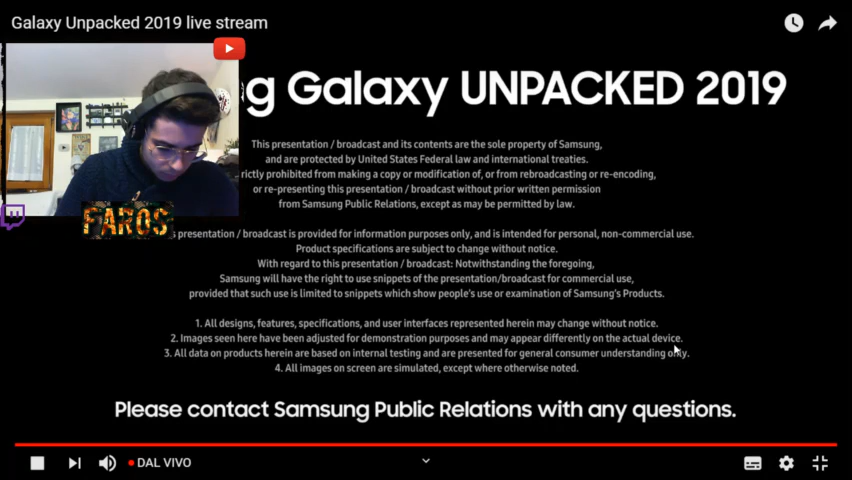 Galaxy Unpacked 2019 live stream
g Galaxy UNPACKED 2019
This presentation / broadcast and its contents are the sole property of Samsung,
and are protected by United States Federal law and international treaties.
rictly prohibited from making a copy or modification of, or from rebroadcasting or re-encoding,
or re-presenting this presentation / broadcast without prior written permission
from Samsung Public Relations, except as may be permitted by law.
FAROS
s presentation / broadcast is provided for information purposes only, and is intended for personal, non-commercial use.
Product specifications are subject to change without notice.
With regard to this presentation / broadcast: Notwithstanding the foregoing,
Samsung will have the right to use snippets of the presentation/broadcast for commercial use,
provided that such use is limited to snippets which show people's use or examination of Samsung's Products.
1. All designs, features, specifications, and user interfaces represented herein may change without notice.
2. Images seen here have been adjusted for demonstration purposes and may appear differently on the actual device.
3. All data on products herein are based on internal testing and are presented for general consumer understanding only.
4. All images on screen are simulated, except where otherwise noted.
Please contact Samsung Public Relations with any questions.
DAL VIVO